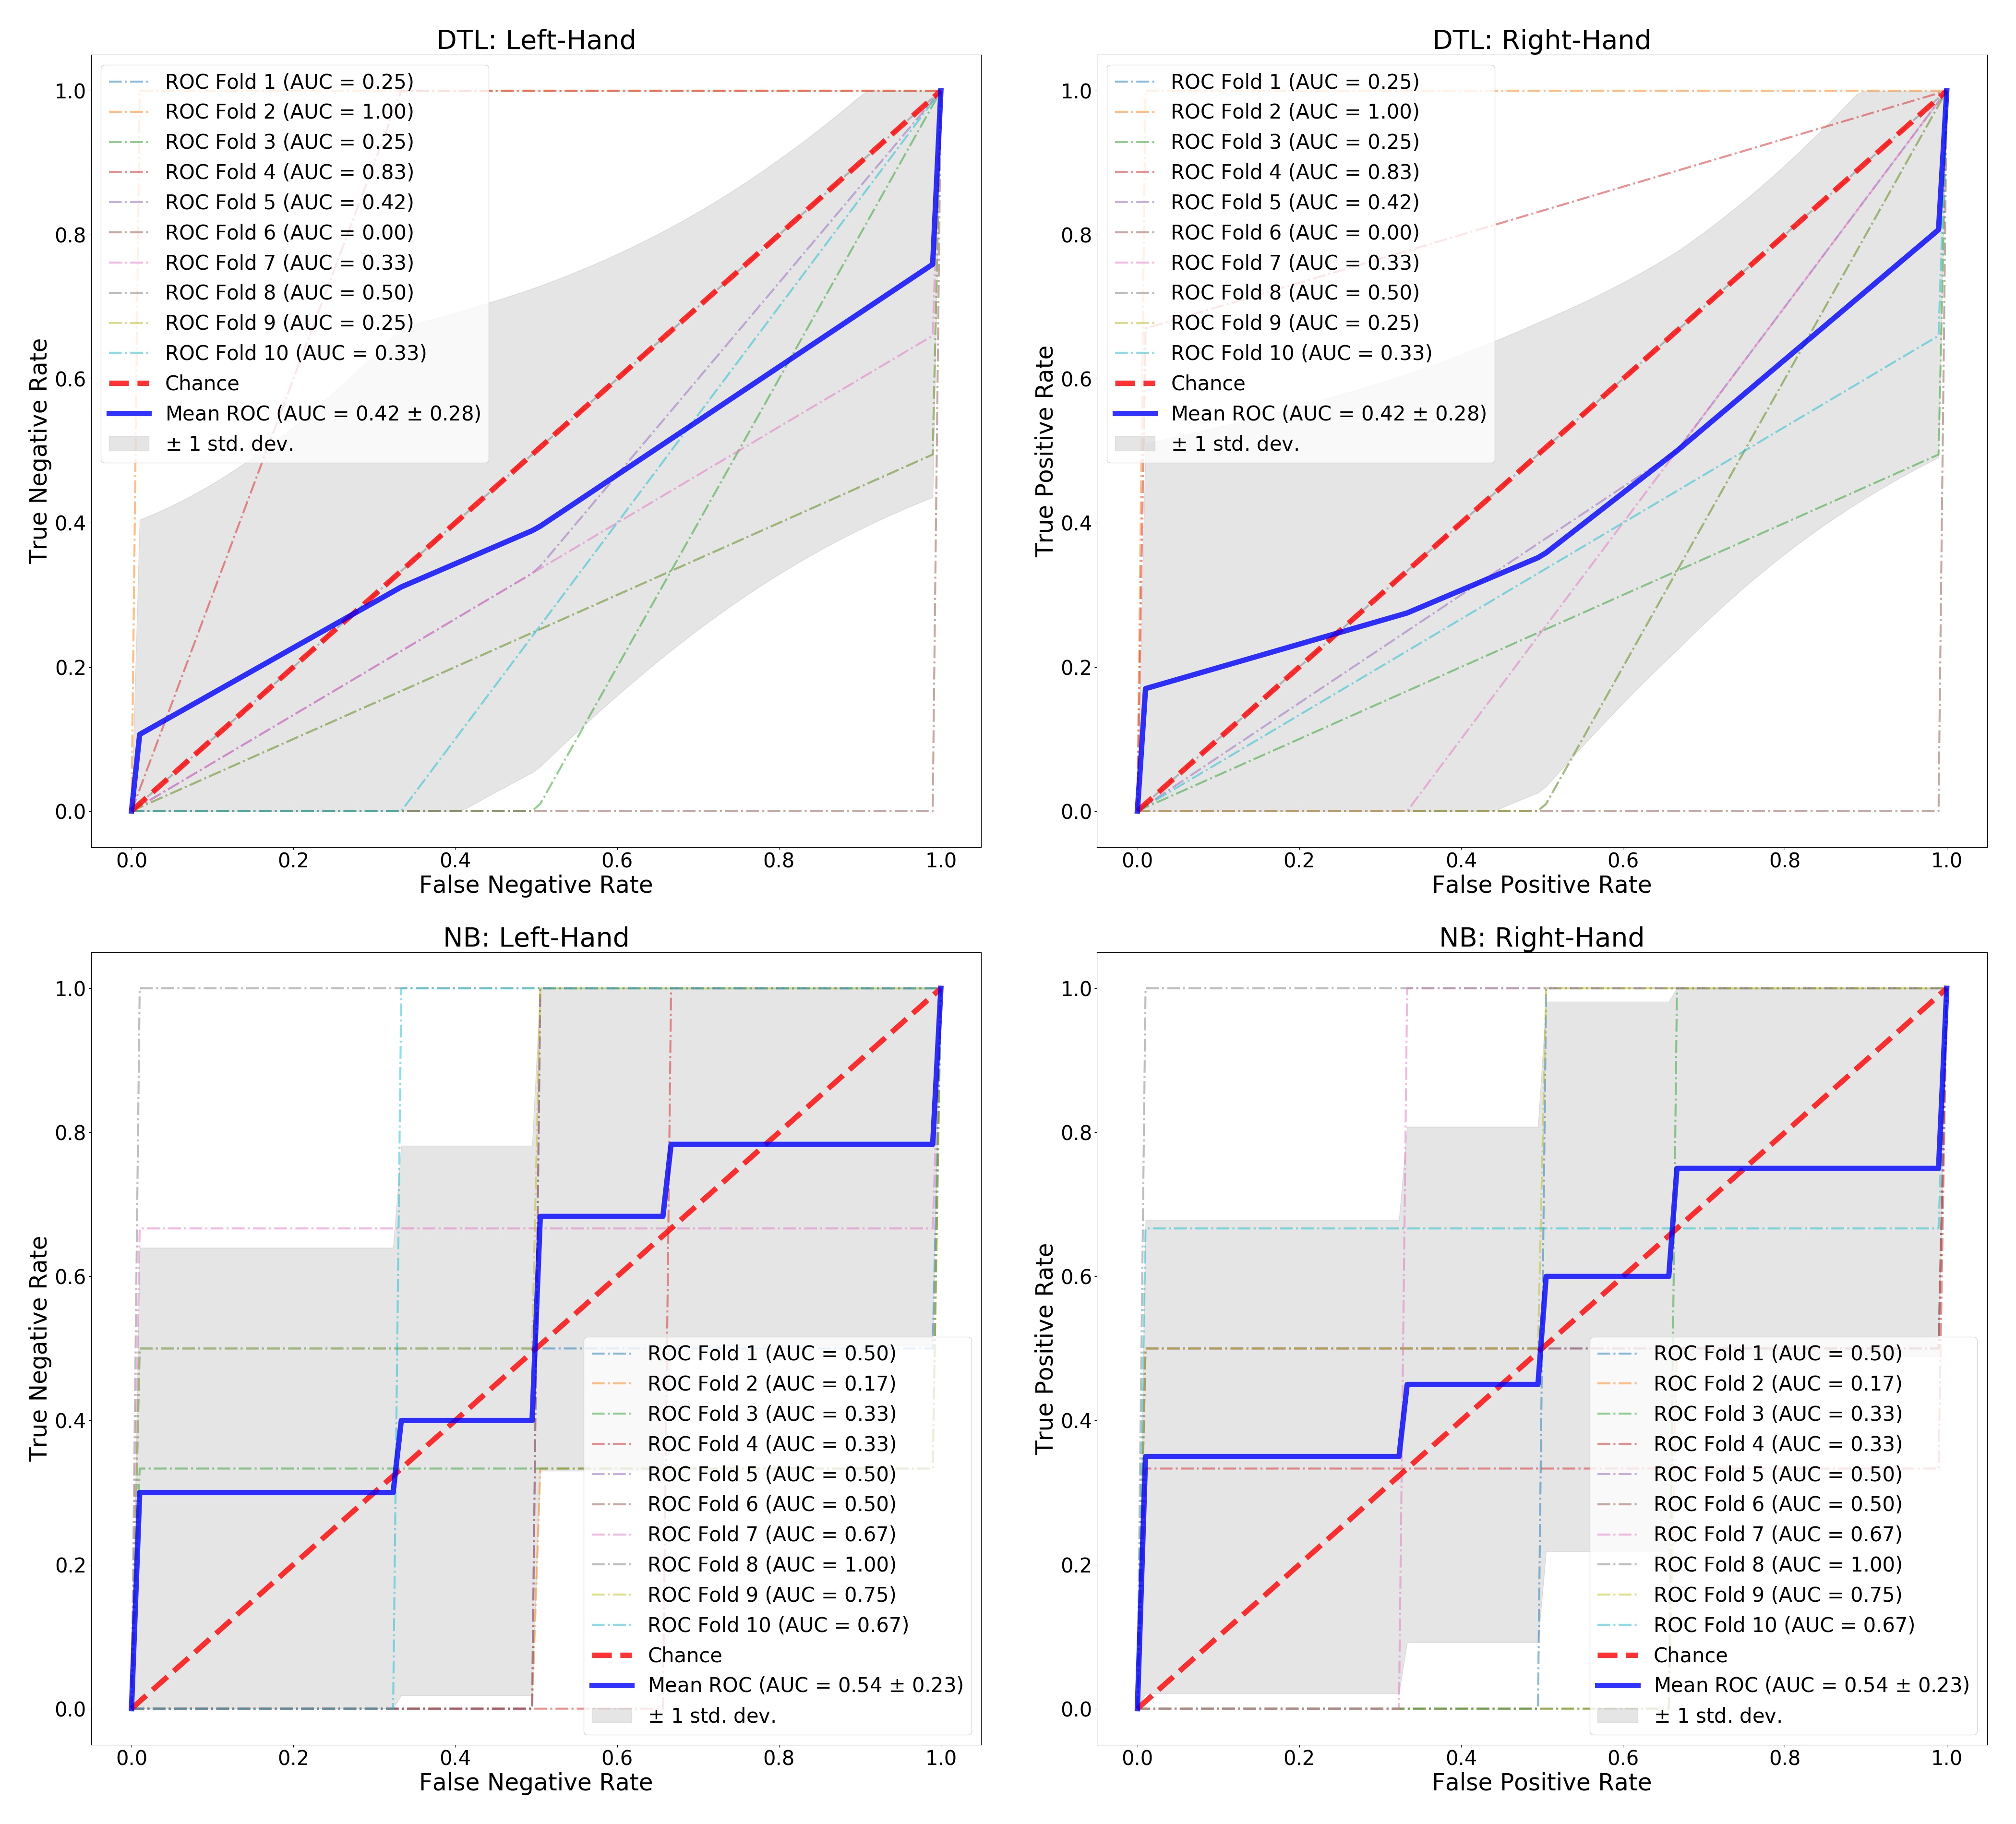 DTL: Left-Hand
True Negative Rate
1.0
0.8
0.6
0.4
0.2
0.0
ROC Fold 1 (AUC = 0.25)
ROC Fold 2 (AUC = 1.00)
ROC Fold 3 (AUC = 0.25)
ROC Fold 4 (AUC = 0.83)
ROC Fold 5 (AUC = 0.42)
ROC Fold 6 (AUC = 0.00)
ROC Fold 7 (AUC = 0.33)
ROC Fold 8 (AUC = 0.50)
ROC Fold 9 (AUC = 0.25)
ROC Fold 10 (AUC = 0.33)
Chance
Mean ROC (AUC = 0.42 ± 0.28)
± 1 std. dev.
0.0 0.2 0.4 0.6 0.8 1.0
False Negative Rate
DTL: Right-Hand
True Positive Rate
1.0
0.8
0.6
0.4
0.2
0.0
ROC Fold 1 (AUC = 0.25)
ROC Fold 2 (AUC = 1.00)
ROC Fold 3 (AUC = 0.25)
ROC Fold 4 (AUC = 0.83)
ROC Fold 5 (AUC = 0.42)
ROC Fold 6 (AUC = 0.00)
ROC Fold 7 (AUC = 0.33)
ROC Fold 8 (AUC = 0.50)
ROC Fold 9 (AUC = 0.25)
ROC Fold 10 (AUC = 0.33)
Chance
Mean ROC (AUC = 0.42 ± 0.28)
± 1 std. dev.
0.0 0.2 0.4 0.6 0.8 1.0
False Positive Rate
NB: Left-Hand
True Negative Rate
1.0
0.8
0.6
0.4
0.2
0.0
ROC Fold 1 (AUC = 0.50)
ROC Fold 2 (AUC = 0.17)
ROC Fold 3 (AUC = 0.33)
ROC Fold 4 (AUC = 0.33)
ROC Fold 5 (AUC = 0.50)
ROC Fold 6 (AUC = 0.50)
ROC Fold 7 (AUC = 0.67)
ROC Fold 8 (AUC = 1.00)
ROC Fold 9 (AUC = 0.75)
ROC Fold 10 (AUC = 0.67)
Chance
Mean ROC (AUC = 0.54 ± 0.23)
± 1 std. dev.
0.0 0.2 0.4 0.6 0.8 1.0
False Negative Rate
NB: Right-Hand
True Positive Rate
1.0
0.8
0.6
0.4
0.2
0.0
ROC Fold 1 (AUC = 0.50)
ROC Fold 2 (AUC = 0.17)
ROC Fold 3 (AUC = 0.33)
ROC Fold 4 (AUC = 0.33)
ROC Fold 5 (AUC = 0.50)
ROC Fold 6 (AUC = 0.50)
ROC Fold 7 (AUC = 0.67)
ROC Fold 8 (AUC = 1.00)
ROC Fold 9 (AUC = 0.75)
ROC Fold 10 (AUC = 0.67)
Chance
Mean ROC (AUC = 0.54 ± 0.23)
± 1 std. dev.
0.0 0.2 0.4 0.6 0.8 1.0
False Positive Rate